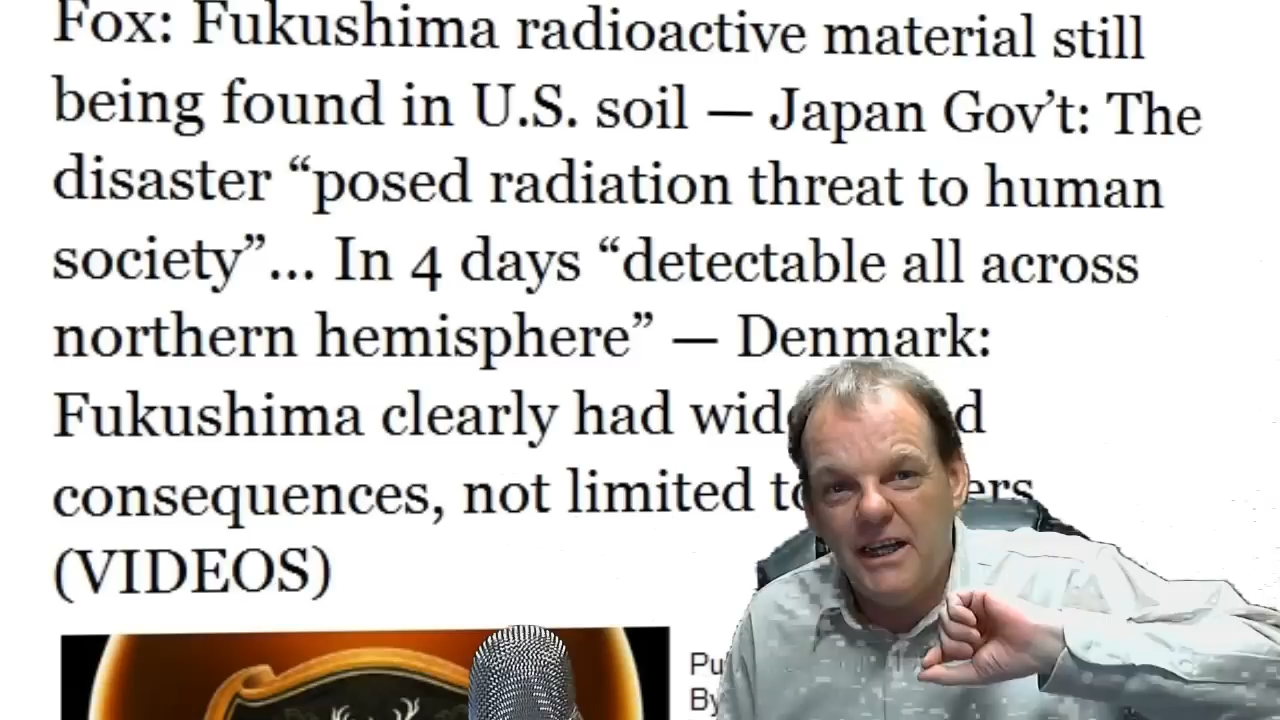 Fox: Fukushima radioactive material still
being found in U.S. soil — Japan Gov’t: The
disaster “posed radiation threat to human
society”... In 4 days “detectable all across
northern hemisphere” — Denmark:
Fukushima clearly had
consequences, not limited
(VIDEOS)